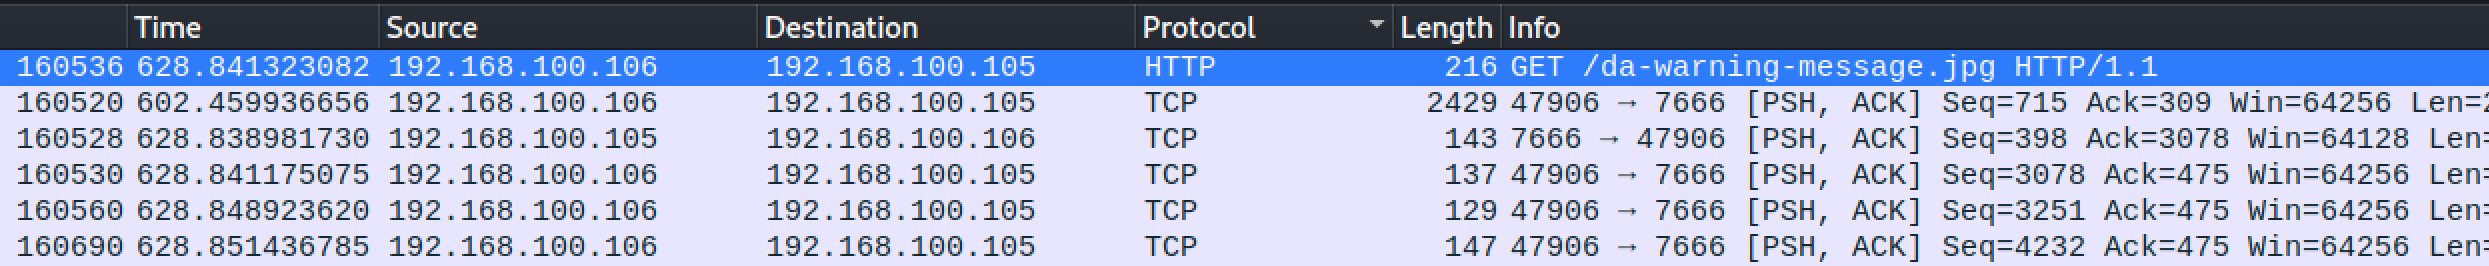 Time Source Destination Protocol Length Info
160536 628.841323082 192.168.100.106 192.168.100.105 HTTP 216 GET /da-warning-message.jpg HTTP/1.1
160520 602.459936656 192.168.100.106 192.168.100.105 TCP 2429 47906 → 7666 [PSH, ACK] Seq=715 Ack=309 Win=64256 Len=
160528 628.838981730 192.168.100.105 192.168.100.106 TCP 143 7666 → 47906 [PSH, ACK] Seq=398 Ack=3078 Win=64128 Len=
160530 628.841175075 192.168.100.106 192.168.100.105 TCP 137 47906 → 7666 [PSH, ACK] Seq=3078 Ack=475 Win=64256 Len=
160560 628.848923620 192.168.100.106 192.168.100.105 TCP 129 47906 → 7666 [PSH, ACK] Seq=3251 Ack=475 Win=64256 Len=
160690 628.851436785 192.168.100.106 192.168.100.105 TCP 147 47906 → 7666 [PSH, ACK] Seq=4232 Ack=475 Win=64256 Len=